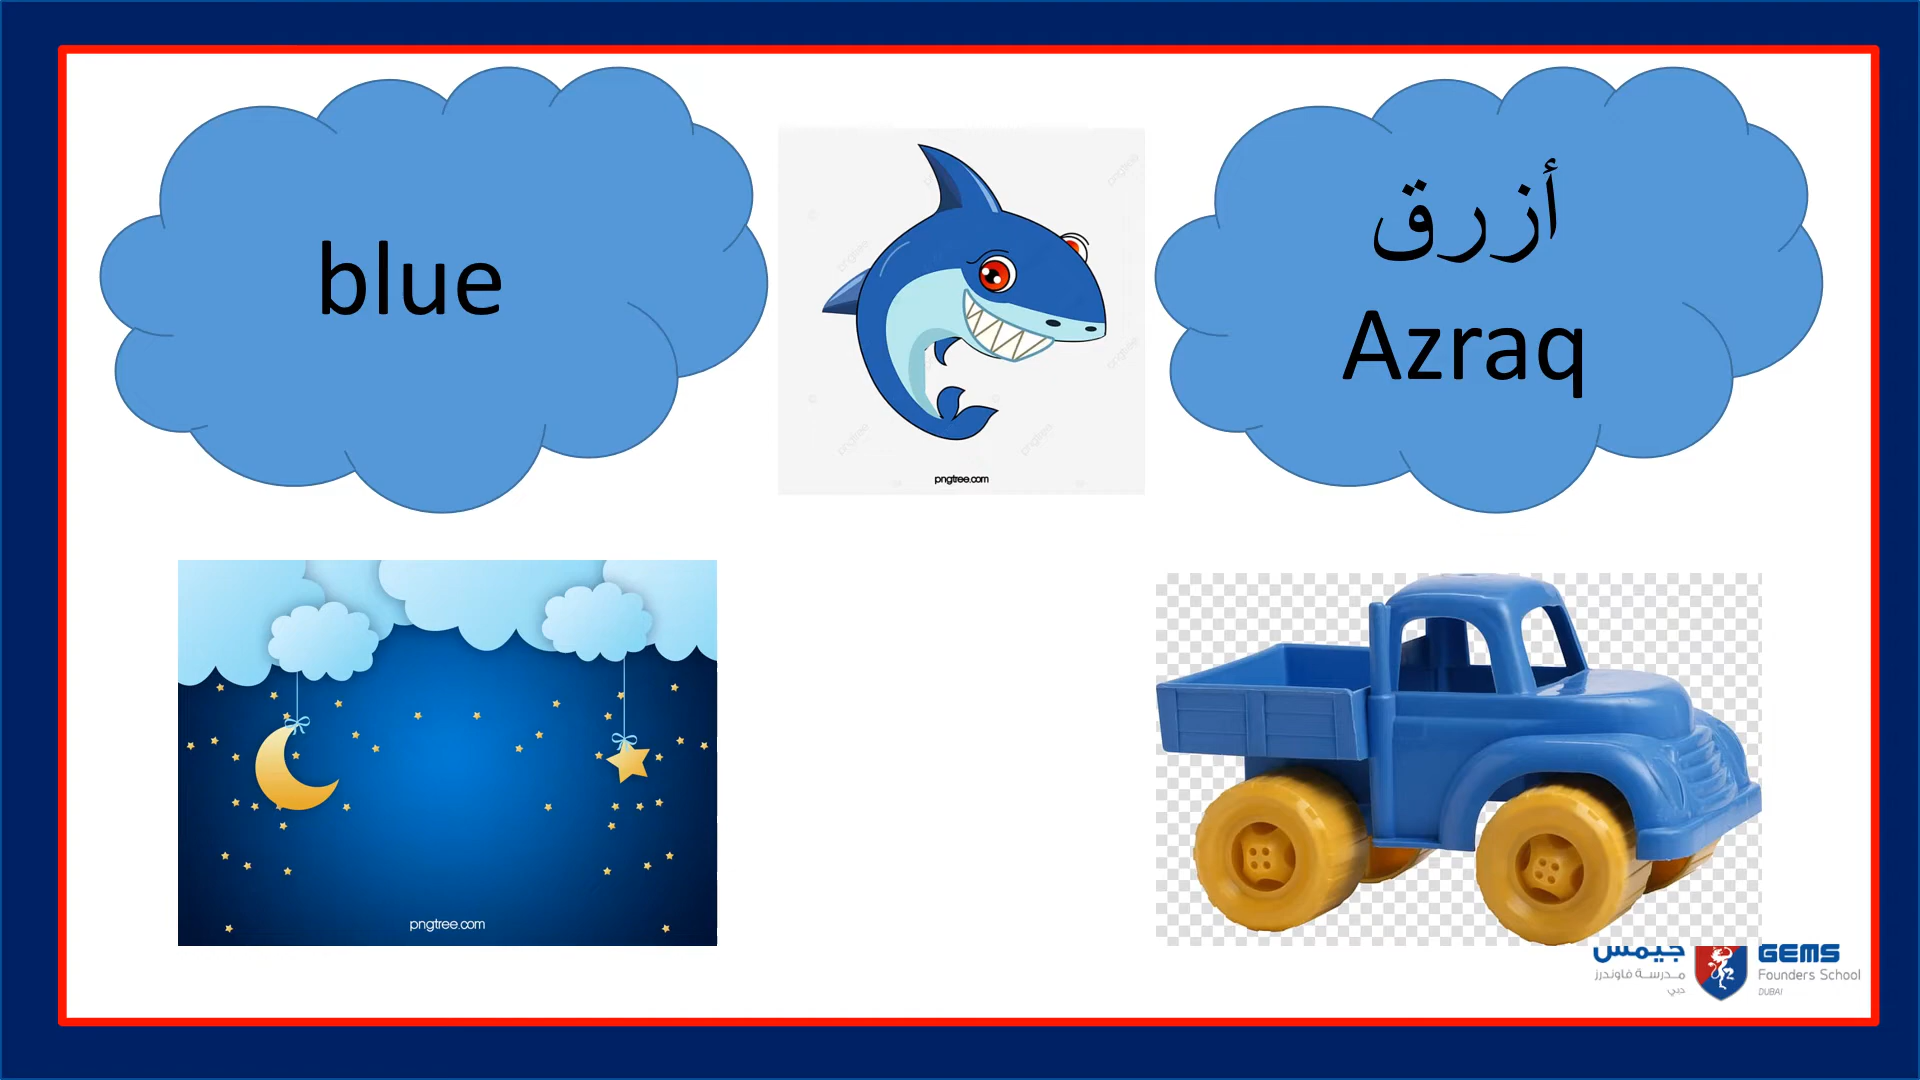 blue
أزرق
Azraq
pngtree.com
pngtree.com
جيمس
مدرسة فاوندرز
دبي
GEMS
Founders School
DUBAI